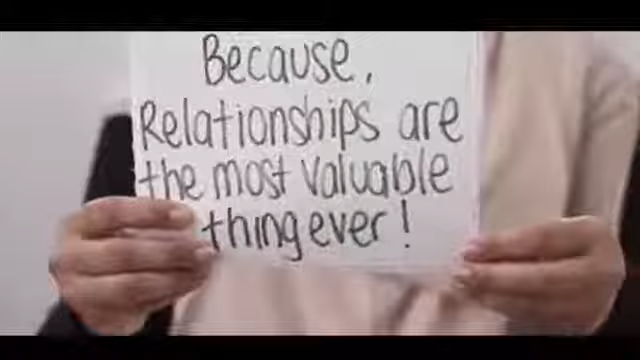 Because,
Relationships are
the most valuable
thing ever!